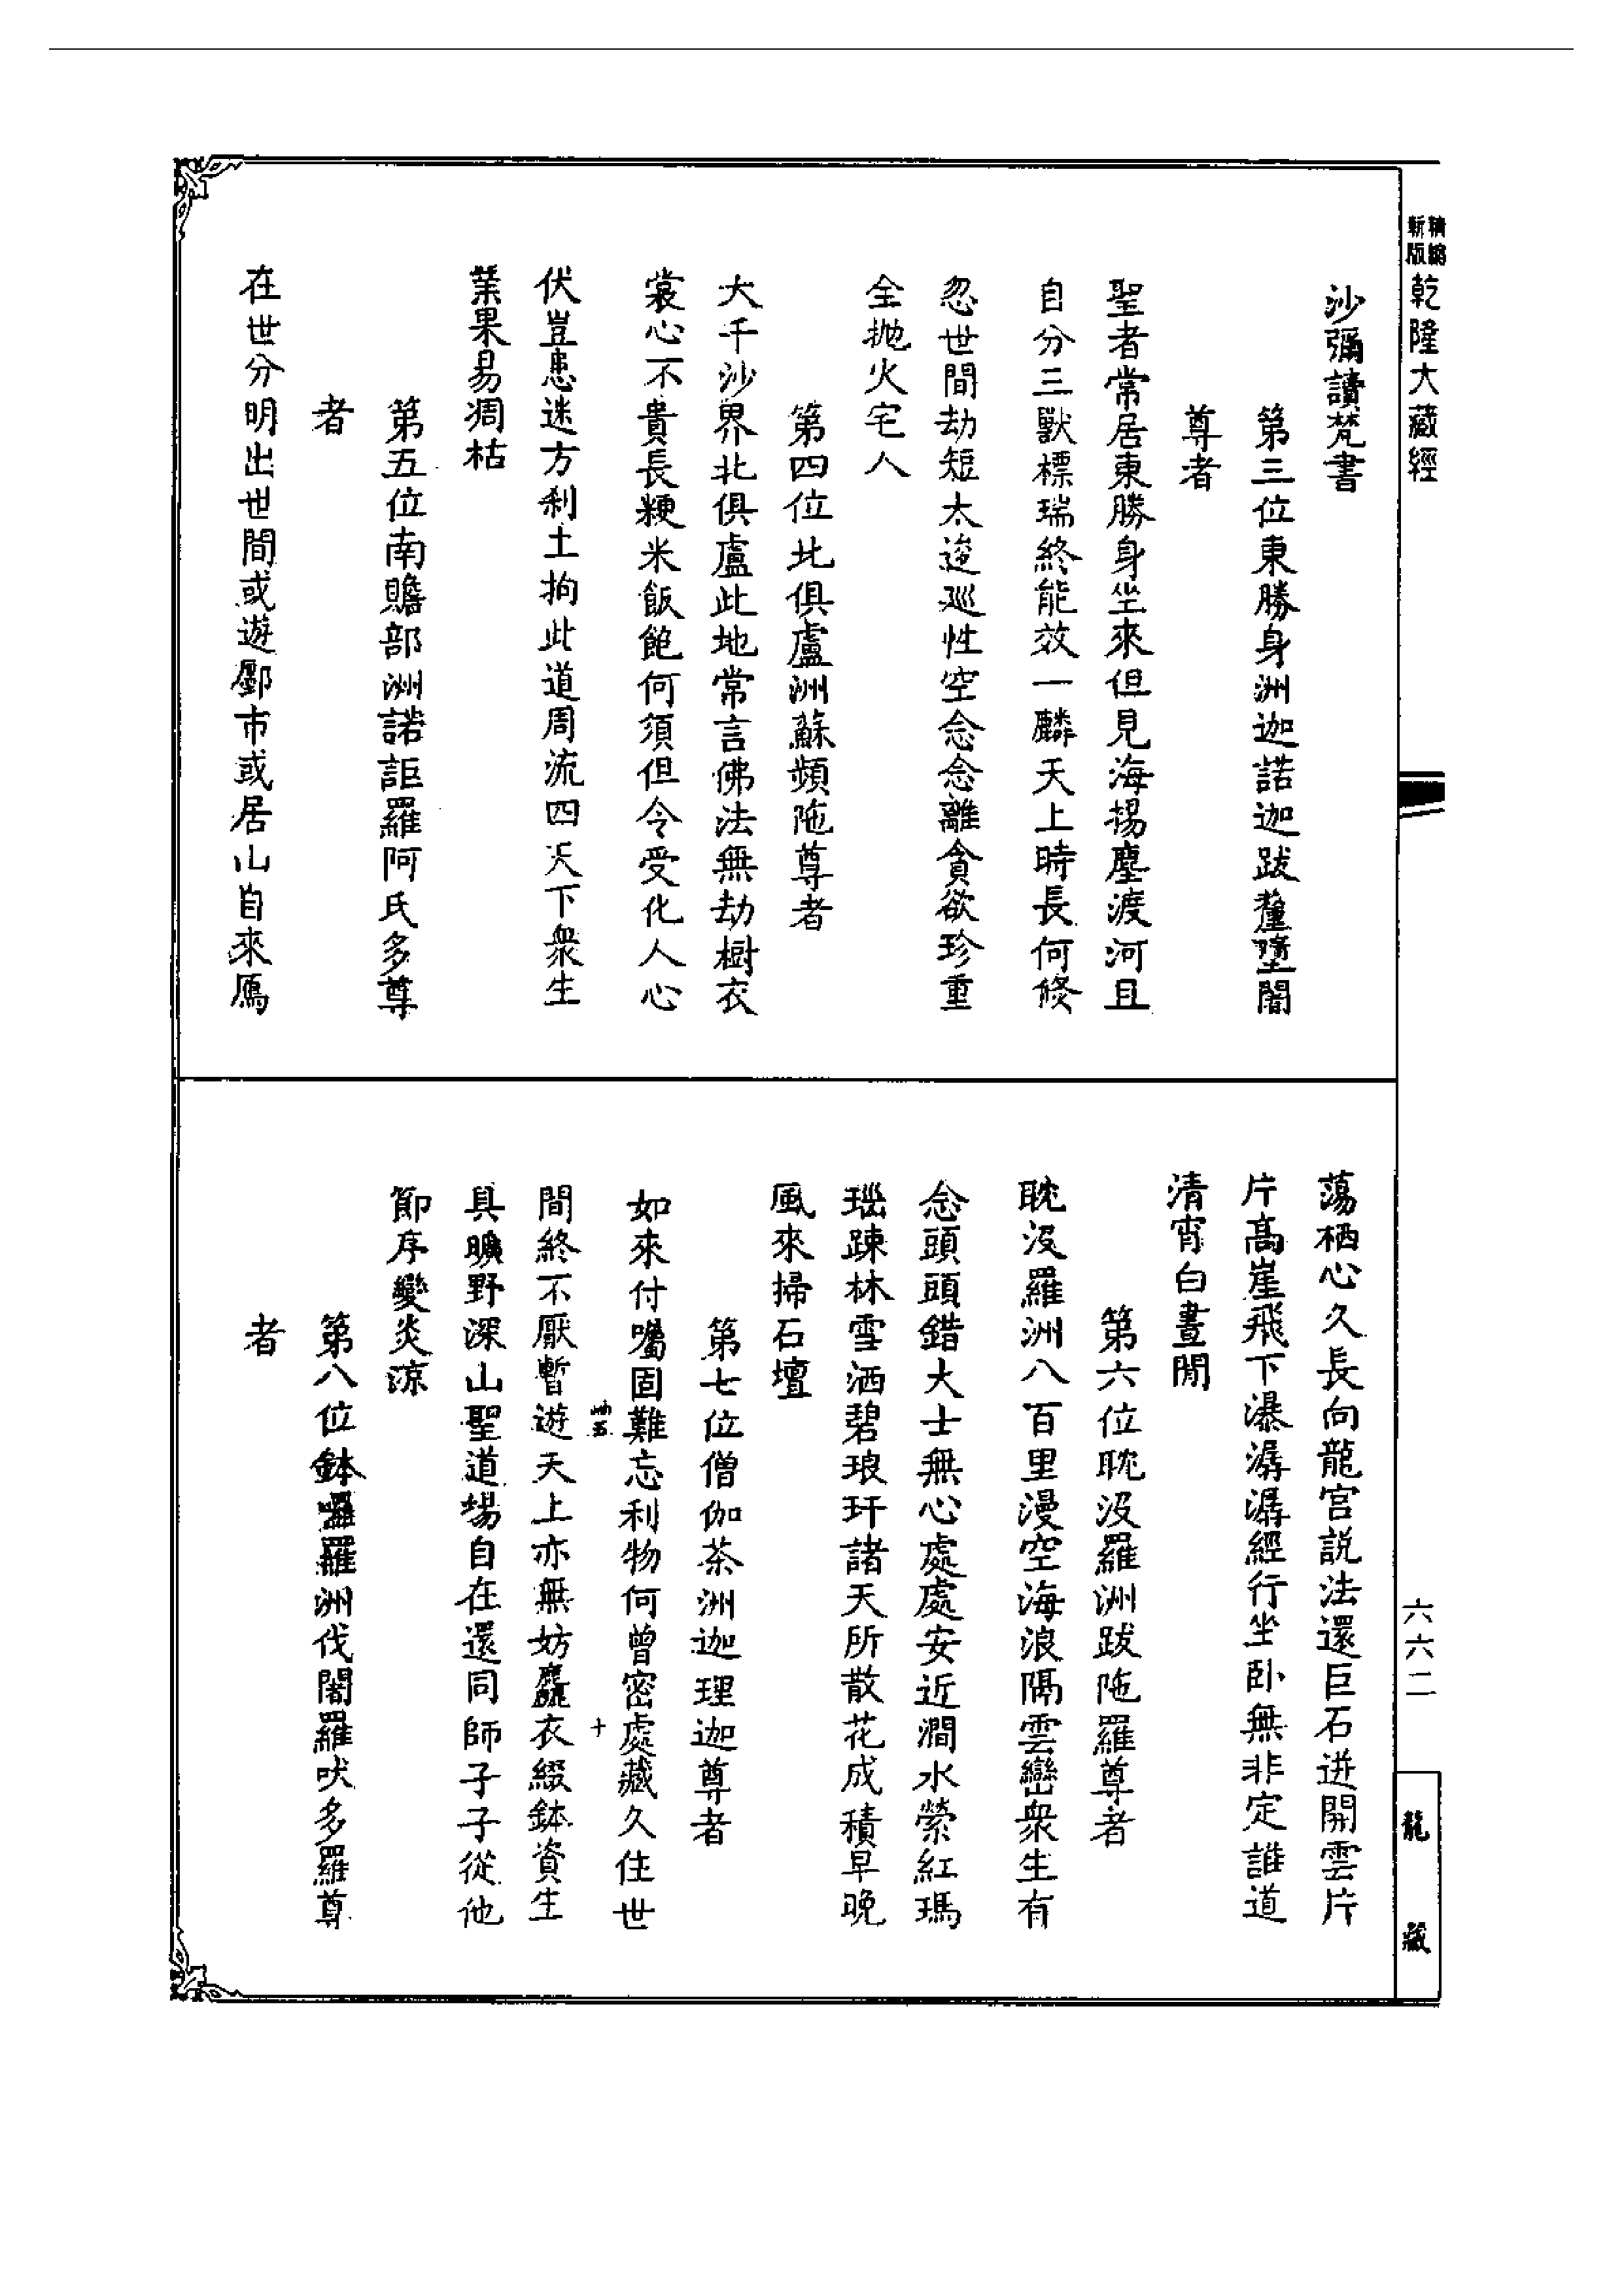 精編
新版
乾隆大藏經
沙彌讀梵書
第三位東勝身洲迦諾迦跋釐墮闍
尊者
聖者常居東勝身坐來但見海揚塵渡河且
自分三獸標瑞終能效一麟天上時長何倐
忽世間劫短太逡巡性空念念離貪欲珍重
全抛火宅人
第四位北俱盧洲蘇頻陁尊者
大千沙界北俱盧此地常言佛法無劫樹衣
裳心不貴長粳米飯飽何須但令受化人心
伏豈患迷方刹土拘此道周流四天下衆生
業果易凋枯
第五位南贍部洲諾詎羅阿氏多尊
者
在世分明出世間或遊鄽市或居山自來鴈
蕩栖心久長向龍宮説法還巨石迸開雲片
片髙崖飛下瀑潺潺經行坐卧無非定誰道
清宵白晝閒
第六位耽没羅洲跋陁羅尊者
耽没羅洲八百里漫空海浪隔雲巒衆生有
念頭頭錯大士無心處處安近澗水縈紅瑪
瑙踈林雪洒碧琅玕諸天所散花成積早晚
風來掃石壇
第七位僧伽茶洲迦理迦尊者
如來付囑固難忘利物何曾密處藏久住世
十
間終不厭暫遊天上亦無妨麤衣綴鉢資生
具曠野深山聖道場自在還同師子子從他
節序變炎涼
第八位鉢囉羅洲伐闍羅吠多羅尊
者
六六二
龍藏